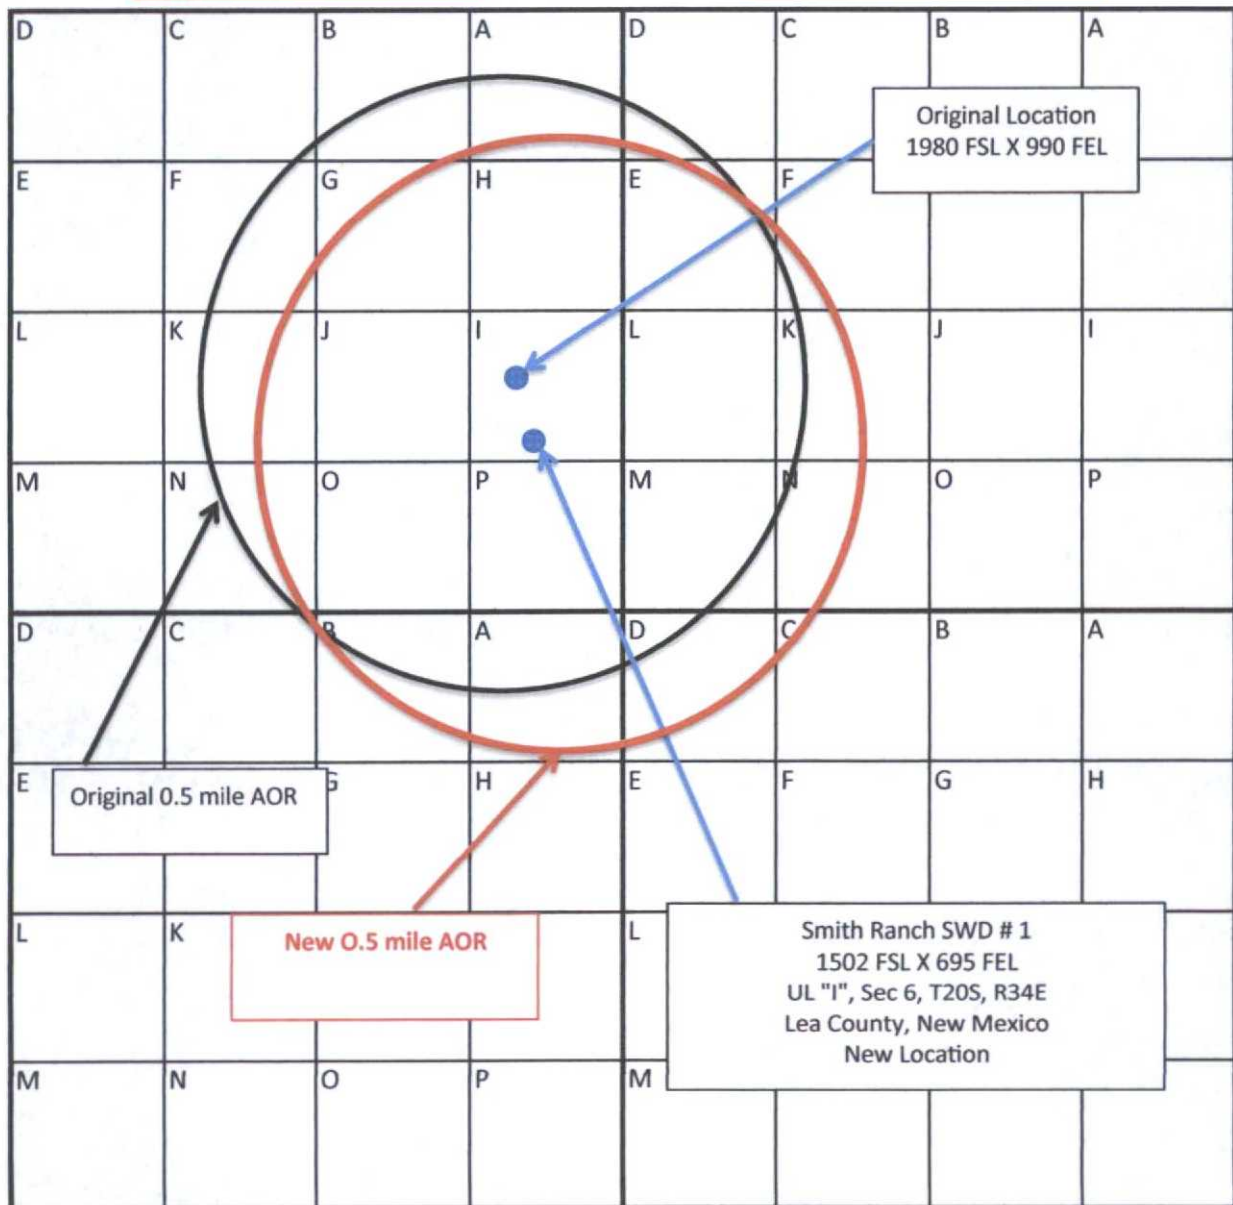 D C B A D C B A
Original Location
1980 FSL X 990 FEL
E F G H E F
L K J I L K J I
M N O P M N O P
D C B A D C B A
E G H E F G H
Original 0.5 mile AOR
L K L
New O.5 mile AOR
Smith Ranch SWD # 1
1502 FSL X 695 FEL
UL "I", Sec 6, T20S, R34E
Lea County, New Mexico
New Location
M N O P M